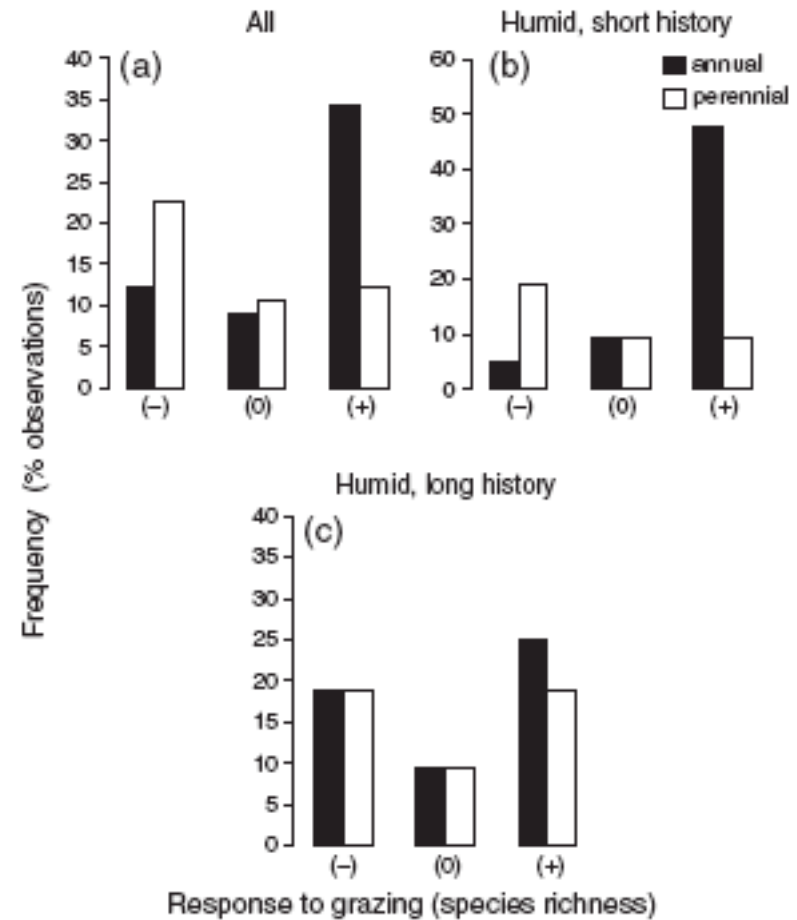 All
(a)
40
35
30
25
20
15
10
5
0
(–) (0) (+)
Humid, short history
(b)
annual
perennial
60
50
40
30
20
10
0
(–) (0) (+)
Humid, long history
(c)
40
35
30
25
20
15
10
5
0
(–) (0) (+)
Frequency (% observations)
Response to grazing (species richness)